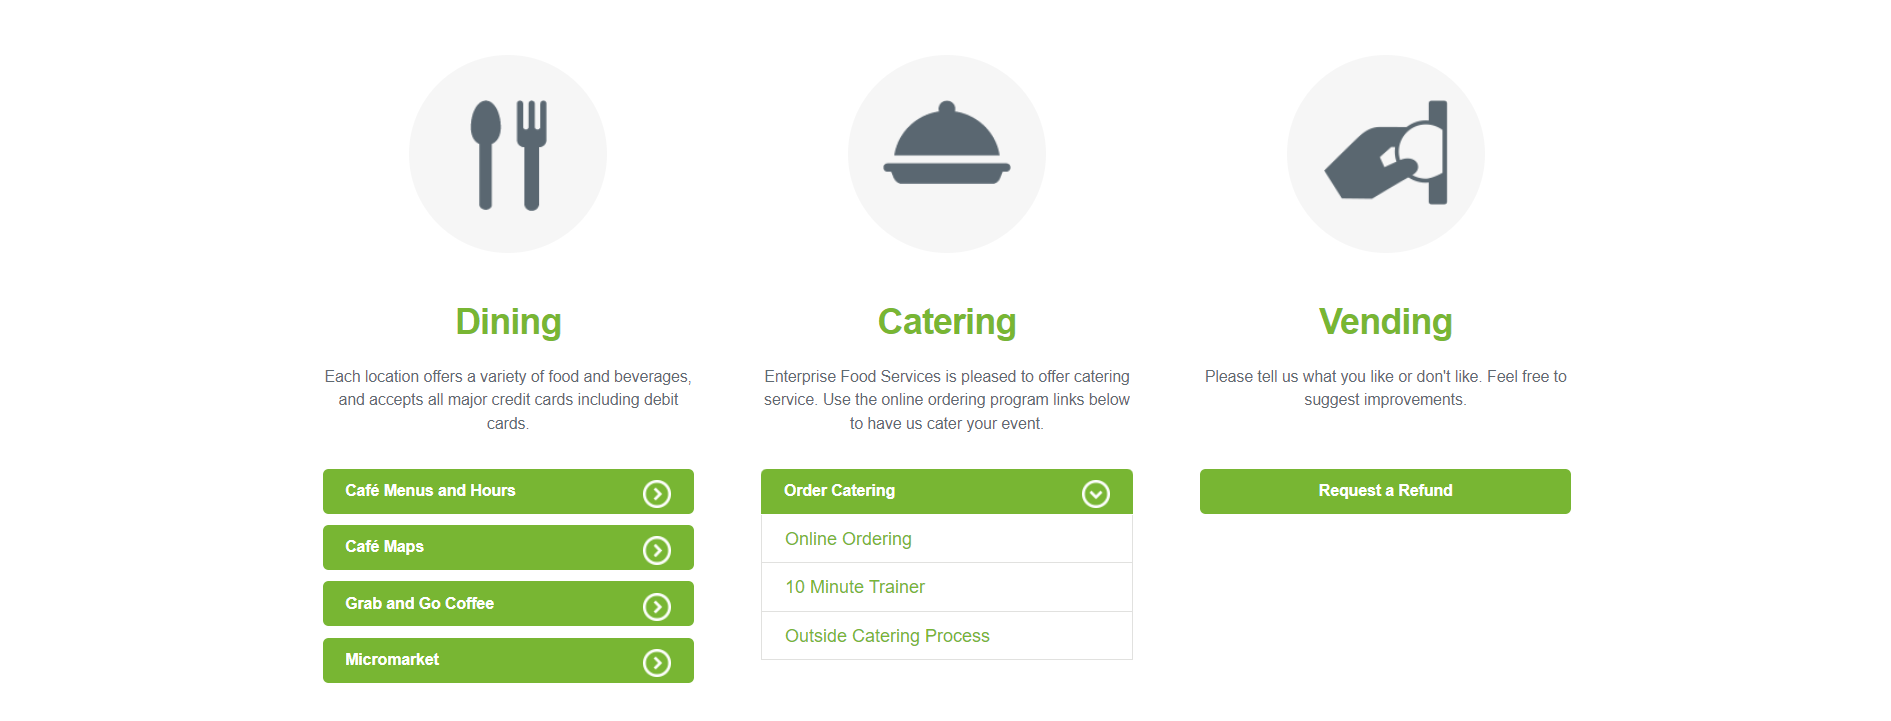 Dining
Each location offers a variety of food and beverages,
and accepts all major credit cards including debit
cards.
Café Menus and Hours
Café Maps
Grab and Go Coffee
Micromarket
Catering
Enterprise Food Services is pleased to offer catering
service. Use the online ordering program links below
to have us cater your event.
Order Catering
Online Ordering
10 Minute Trainer
Outside Catering Process
Vending
Please tell us what you like or don't like. Feel free to
suggest improvements.
Request a Refund